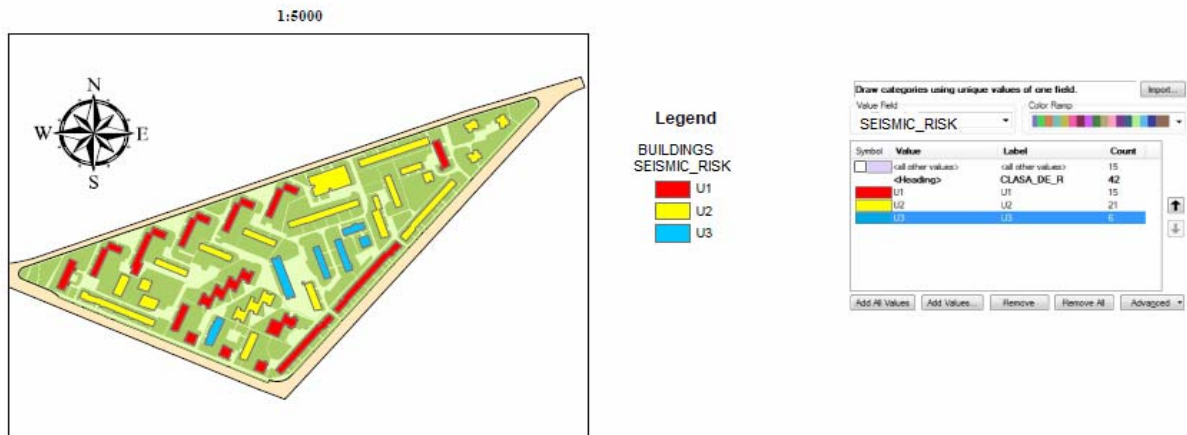 1:5000
N
W E
S
Legend
BUILDINGS
SEISMIC_RISK
U1
U2
U3
Draw categories using unique values of one field.
Import...
Value Field
Color Ramp
SEISMIC_RISK
Symbol Value Label Count
<all other values> <all other values> 15
<Heading> CLASA_DE_R 42
U1 U1 15
U2 U2 21
U3 U3 6
Add All Values Add Values... Remove Remove All Advanced